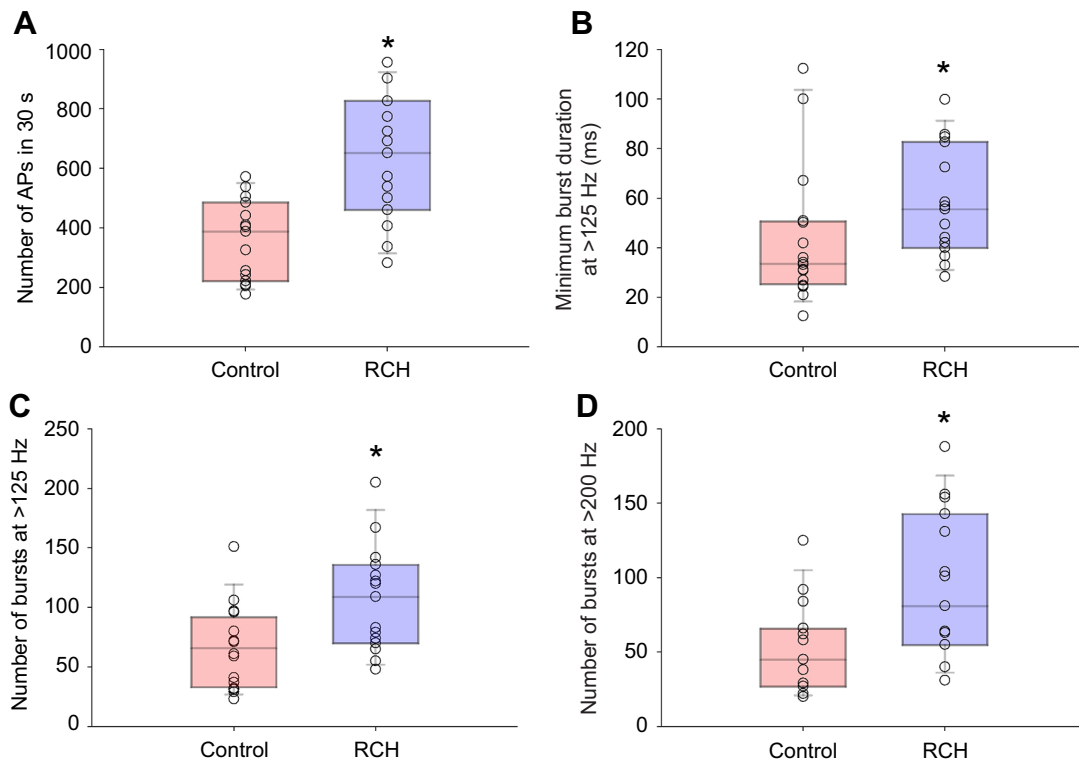 A
Number of APs in 30 s
1000
800
600
400
200
0
*
Control
RCH
B
Minimum burst duration
at >125 Hz (ms)
120
100
80
60
40
20
0
*
Control
RCH
C
Number of bursts at >125 Hz
250
200
150
100
50
0
*
Control
RCH
D
Number of bursts at >200 Hz
200
150
100
50
0
*
Control
RCH